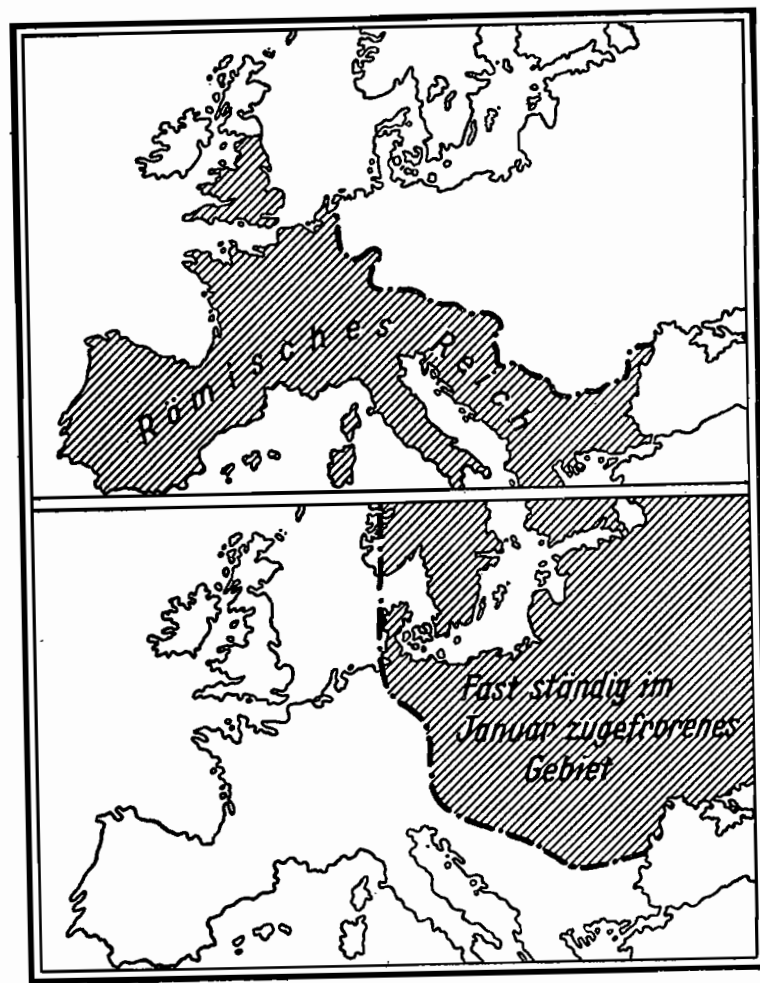 Römisches Reich
Fast ständig im
Januar zugefrorenes
Gebiet